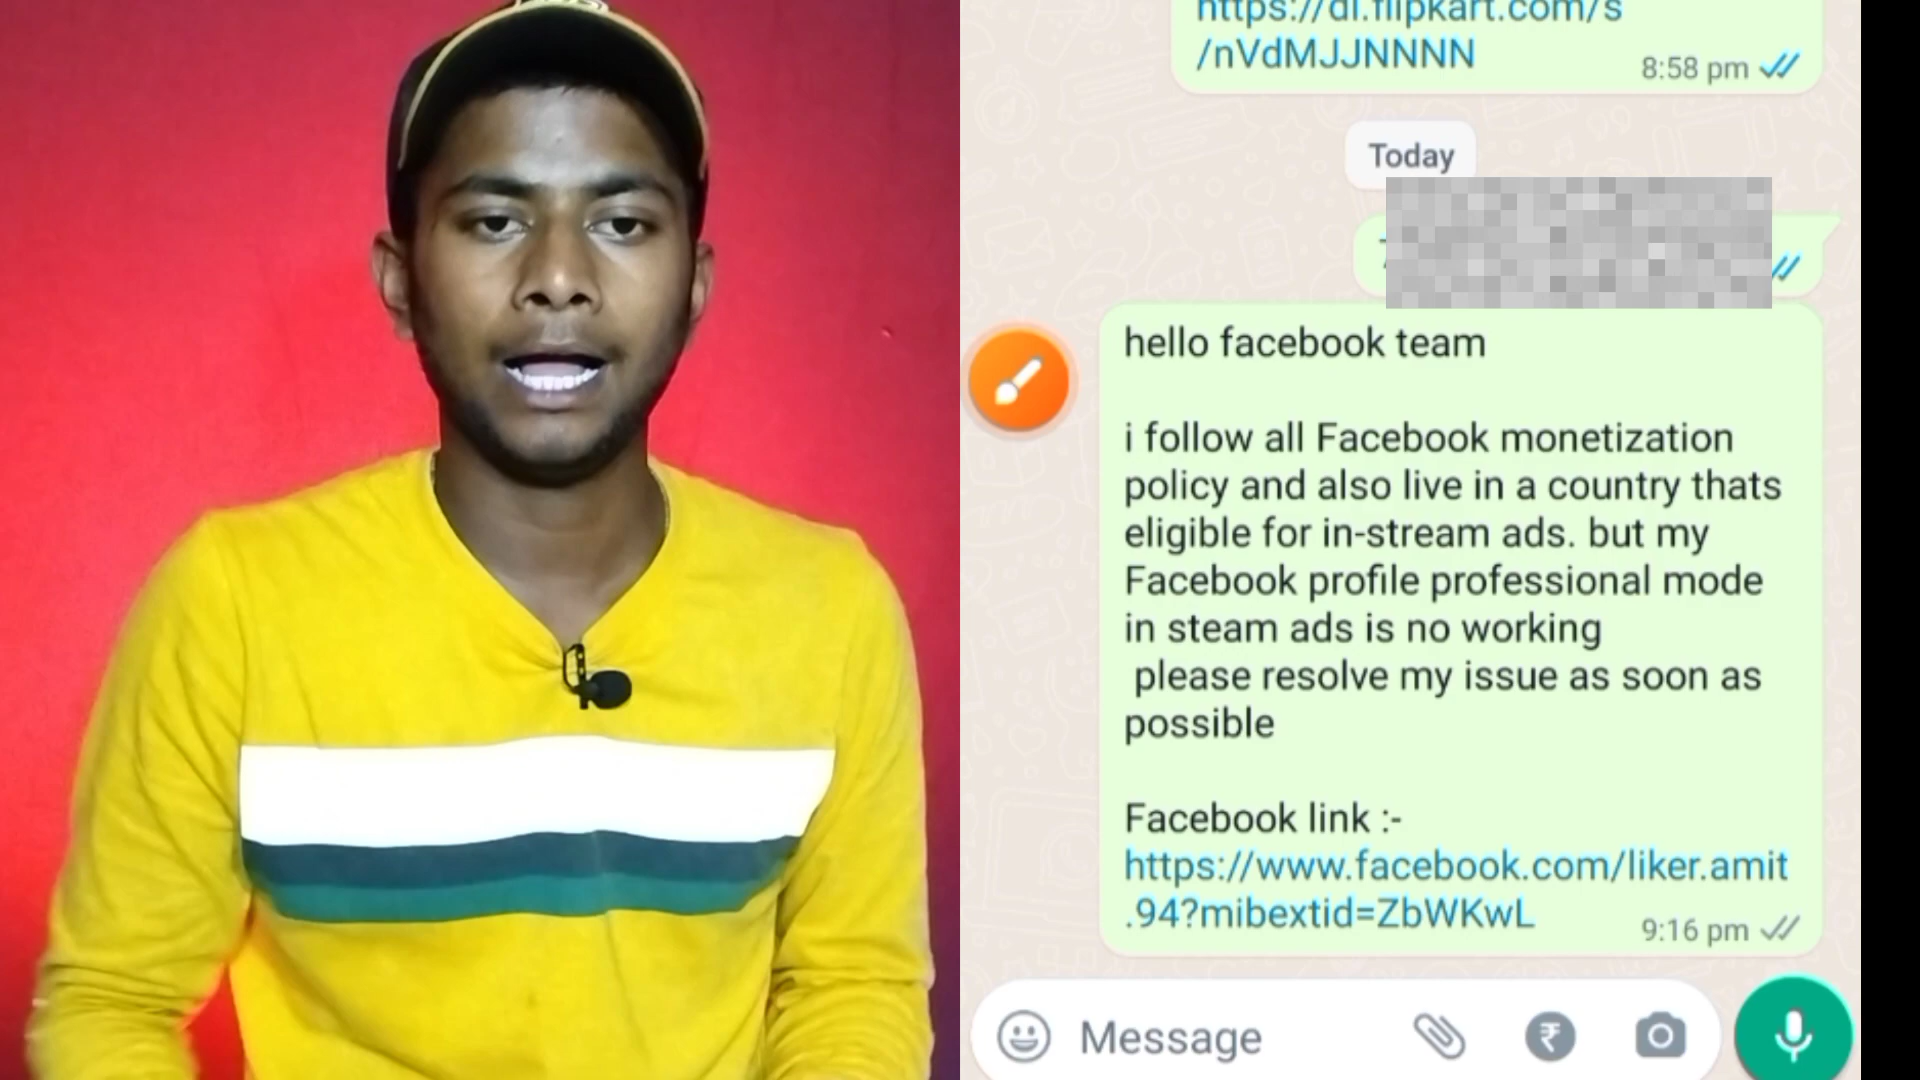 https://dl.flipkart.com/s
/nVdMJJNNNN
8:58 pm
Today
hello facebook team
i follow all Facebook monetization
policy and also live in a country thats
eligible for in-stream ads. but my
Facebook profile professional mode
in steam ads is no working
please resolve my issue as soon as
possible
Facebook link :-
https://www.facebook.com/liker.amit
.94?mibextid=ZbWKwL
9:16 pm
Message